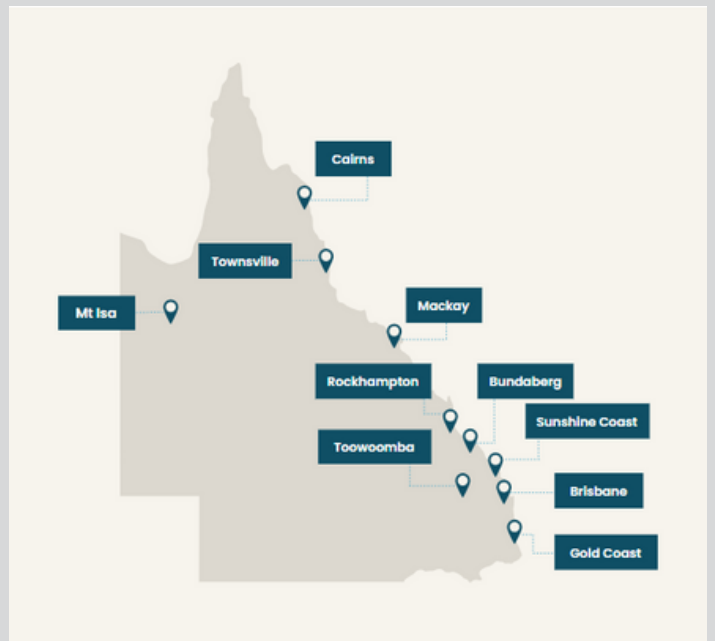 Cairns
Townsville
Mt Isa
Mackay
Rockhampton
Bundaberg
Sunshine Coast
Toowoomba
Brisbane
Gold Coast